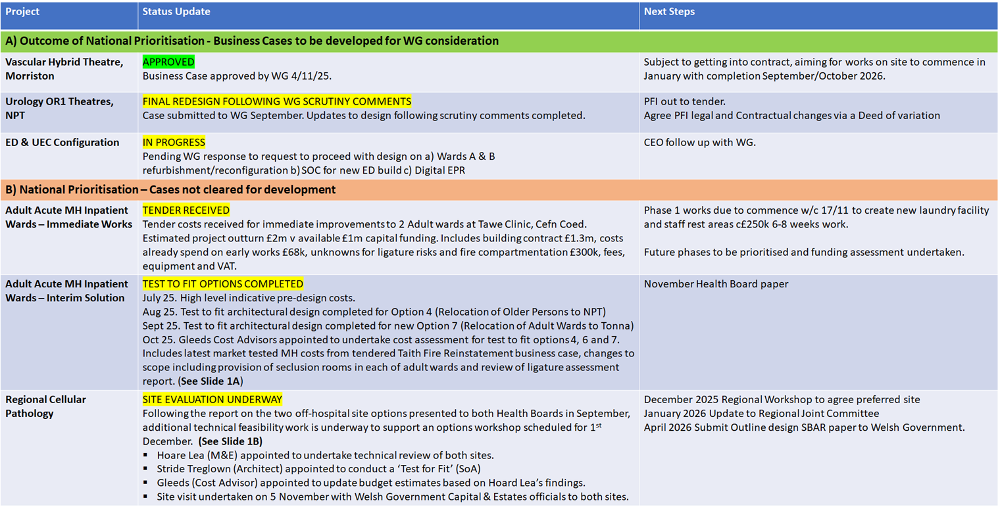 Project Status Update Next Steps
A) Outcome of National Prioritisation - Business Cases to be developed for WG consideration
Vascular Hybrid Theatre,
Morriston
APPROVED
Business Case approved by WG 4/11/25.
Subject to getting into contract, aiming for works on site to commence in
January with completion September/October 2026.
Urology OR1 Theatres,
NPT
FINAL REDESIGN FOLLOWING WG SCRUTINY COMMENTS
Case submitted to WG September. Updates to design following scrutiny comments completed.
PFI out to tender.
Agree PFI legal and Contractual changes via a Deed of variation
ED & UEC Configuration
IN PROGRESS
Pending WG response to request to proceed with design on a) Wards A & B
refurbishment/reconfiguration b) SOC for new ED build c) Digital EPR
CEO follow up with WG.
B) National Prioritisation – Cases not cleared for development
Adult Acute MH Inpatient
Wards – Immediate Works
TENDER RECEIVED
Tender costs received for immediate improvements to 2 Adult wards at Tawe Clinic, Cefn Coed.
Estimated project outturn £2m v available £1m capital funding. Includes building contract £1.3m, costs
already spend on early works £68k, unknowns for ligature risks and fire compartmentation £300k, fees,
equipment and VAT.
Phase 1 works due to commence w/c 17/11 to create new laundry facility
and staff rest areas c£250k 6-8 weeks work.
Future phases to be prioritised and funding assessment undertaken.
Adult Acute MH Inpatient
Wards – Interim Solution
TEST TO FIT OPTIONS COMPLETED
July 25. High level indicative pre-design costs.
Aug 25. Test to fit architectural design completed for Option 4 (Relocation of Older Persons to NPT)
Sept 25. Test to fit architectural design completed for new Option 7 (Relocation of Adult Wards to Tonna)
Oct 25. Gleeds Cost Advisors appointed to undertake cost assessment for test to fit options 4, 6 and 7.
Includes latest market tested MH costs from tendered Taith Fire Reinstatement business case, changes to
scope including provision of seclusion rooms in each of adult wards and review of ligature assessment
report. (See Slide 1A)
November Health Board paper
Regional Cellular
Pathology
SITE EVALUATION UNDERWAY
Following the report on the two off-hospital site options presented to both Health Boards in September,
additional technical feasibility work is underway to support an options workshop scheduled for 1st
December. (See Slide 1B)
▪ Hoare Lea (M&E) appointed to undertake technical review of both sites.
▪ Stride Treglown (Architect) appointed to conduct a ‘Test for Fit’ (SoA)
▪ Gleeds (Cost Advisor) appointed to update budget estimates based on Hoard Lea’s findings.
▪ Site visit undertaken on 5 November with Welsh Government Capital & Estates officials to both sites.
December 2025 Regional Workshop to agree preferred site
January 2026 Update to Regional Joint Committee
April 2026 Submit Outline design SBAR paper to Welsh Government.